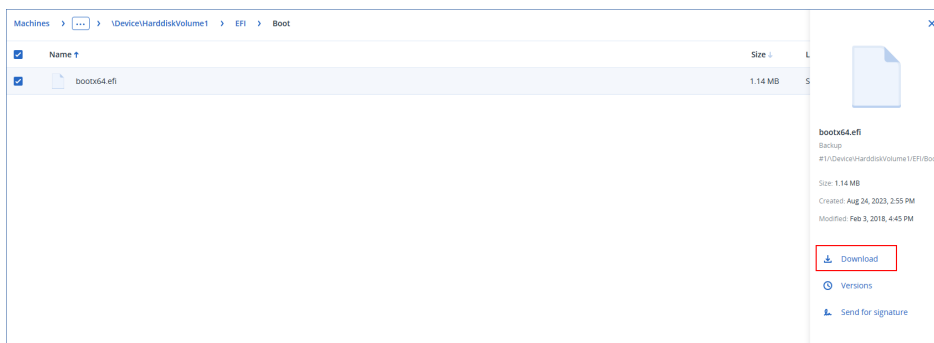 Machines > ... > \Device\HarddiskVolume1 > EFI > Boot
Name ↑ Size ↓ L
bootx64.efi 1.14 MB S
bootx64.efi
Backup
#1/\Device\HarddiskVolume1/EFI/Boo
Size: 1.14 MB
Created: Aug 24, 2023, 2:55 PM
Modified: Feb 3, 2018, 4:45 PM
Download
Versions
Send for signature